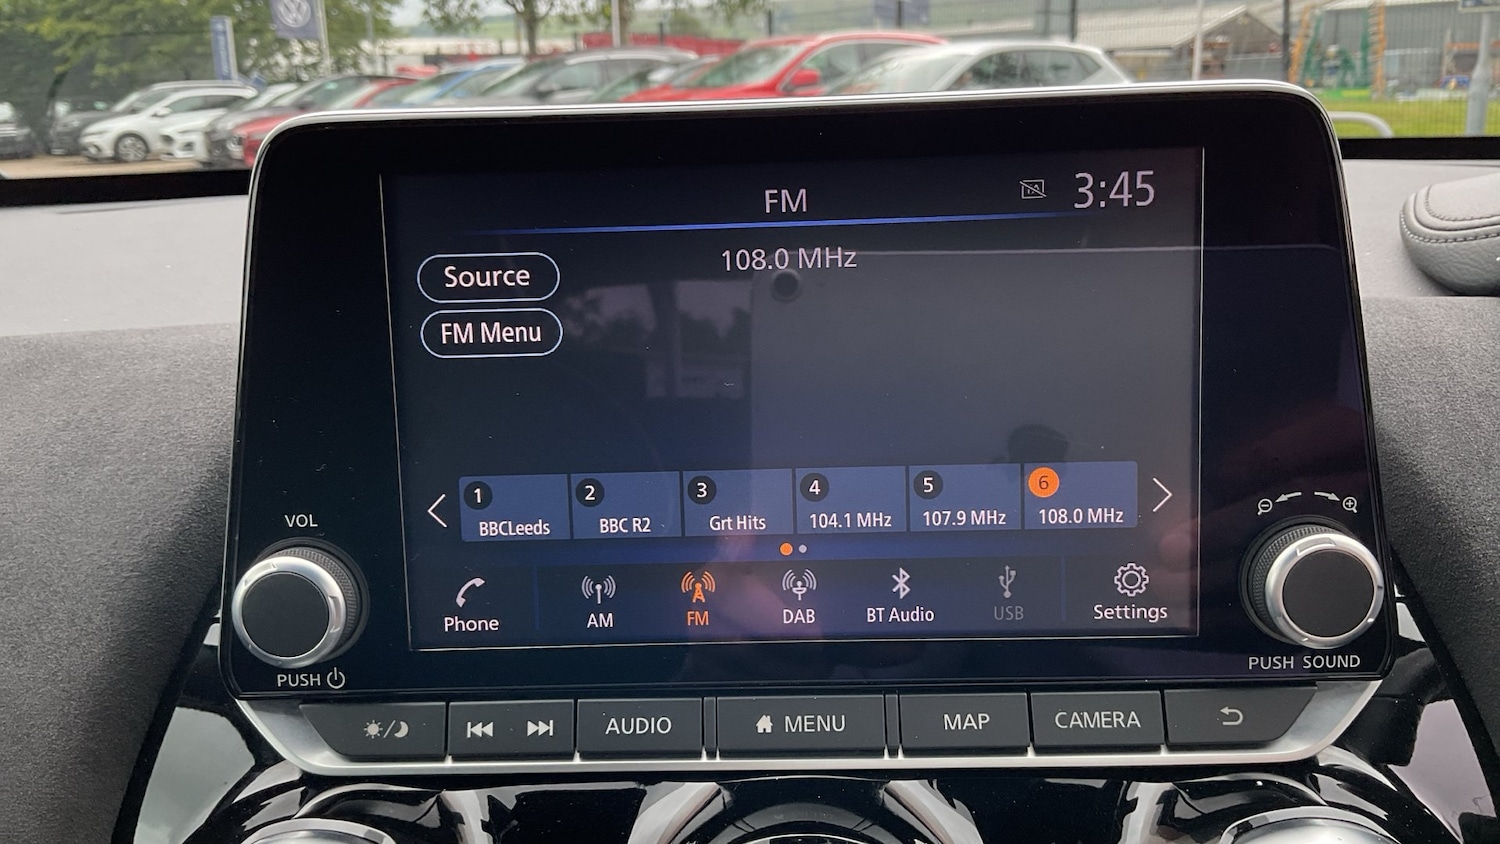 FM
TA
3:45
108.0 MHz
Source
FM Menu
1
BBCLeeds
2
BBC R2
3
Grt Hits
4
104.1 MHz
5
107.9 MHz
6
108.0 MHz
Phone
AM
FM
DAB
BT Audio
USB
Settings
VOL
PUSH
PUSH SOUND
AUDIO
MENU
MAP
CAMERA